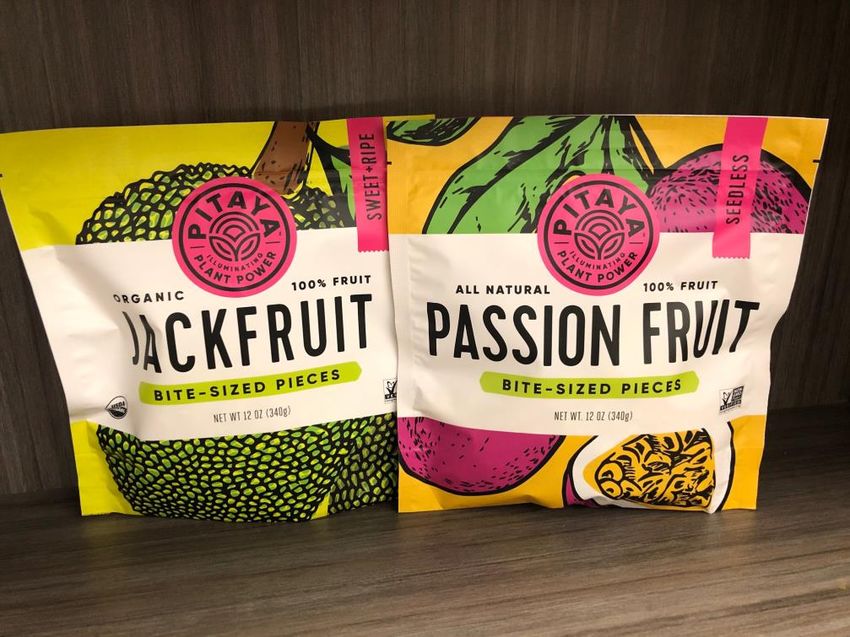 SWEET+RIPE
PITAYA
ILLUMINATING
PLANT POWER
ORGANIC
100% FRUIT
JACKFRUIT
BITE-SIZED PIECES
USDA
NET WT 12 OZ (340g)
SEEDLESS
PITAYA
ILLUMINATING
PLANT POWER
ALL NATURAL
100% FRUIT
PASSION FRUIT
BITE-SIZED PIECES
NET WT. 12 OZ (340g)